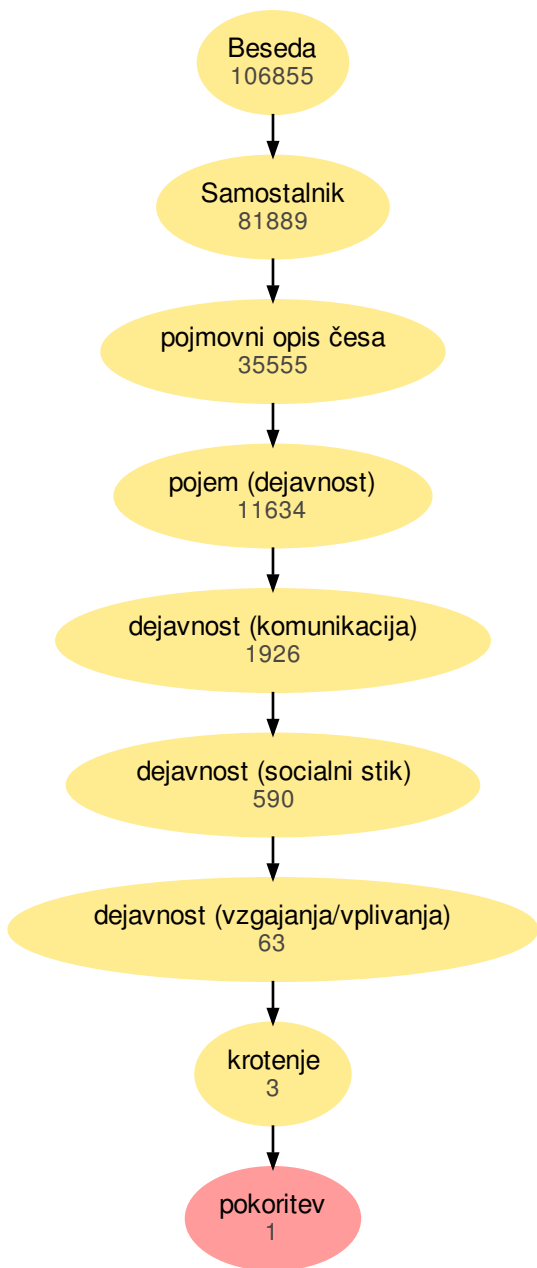 Beseda
106855
Samostalnik
81889
pojmovni opis česa
35555
pojem (dejavnost)
11634
dejavnost (komunikacija)
1926
dejavnost (socialni stik)
590
dejavnost (vzgajanja/vplivanja)
63
krotenje
3
pokoritev
1